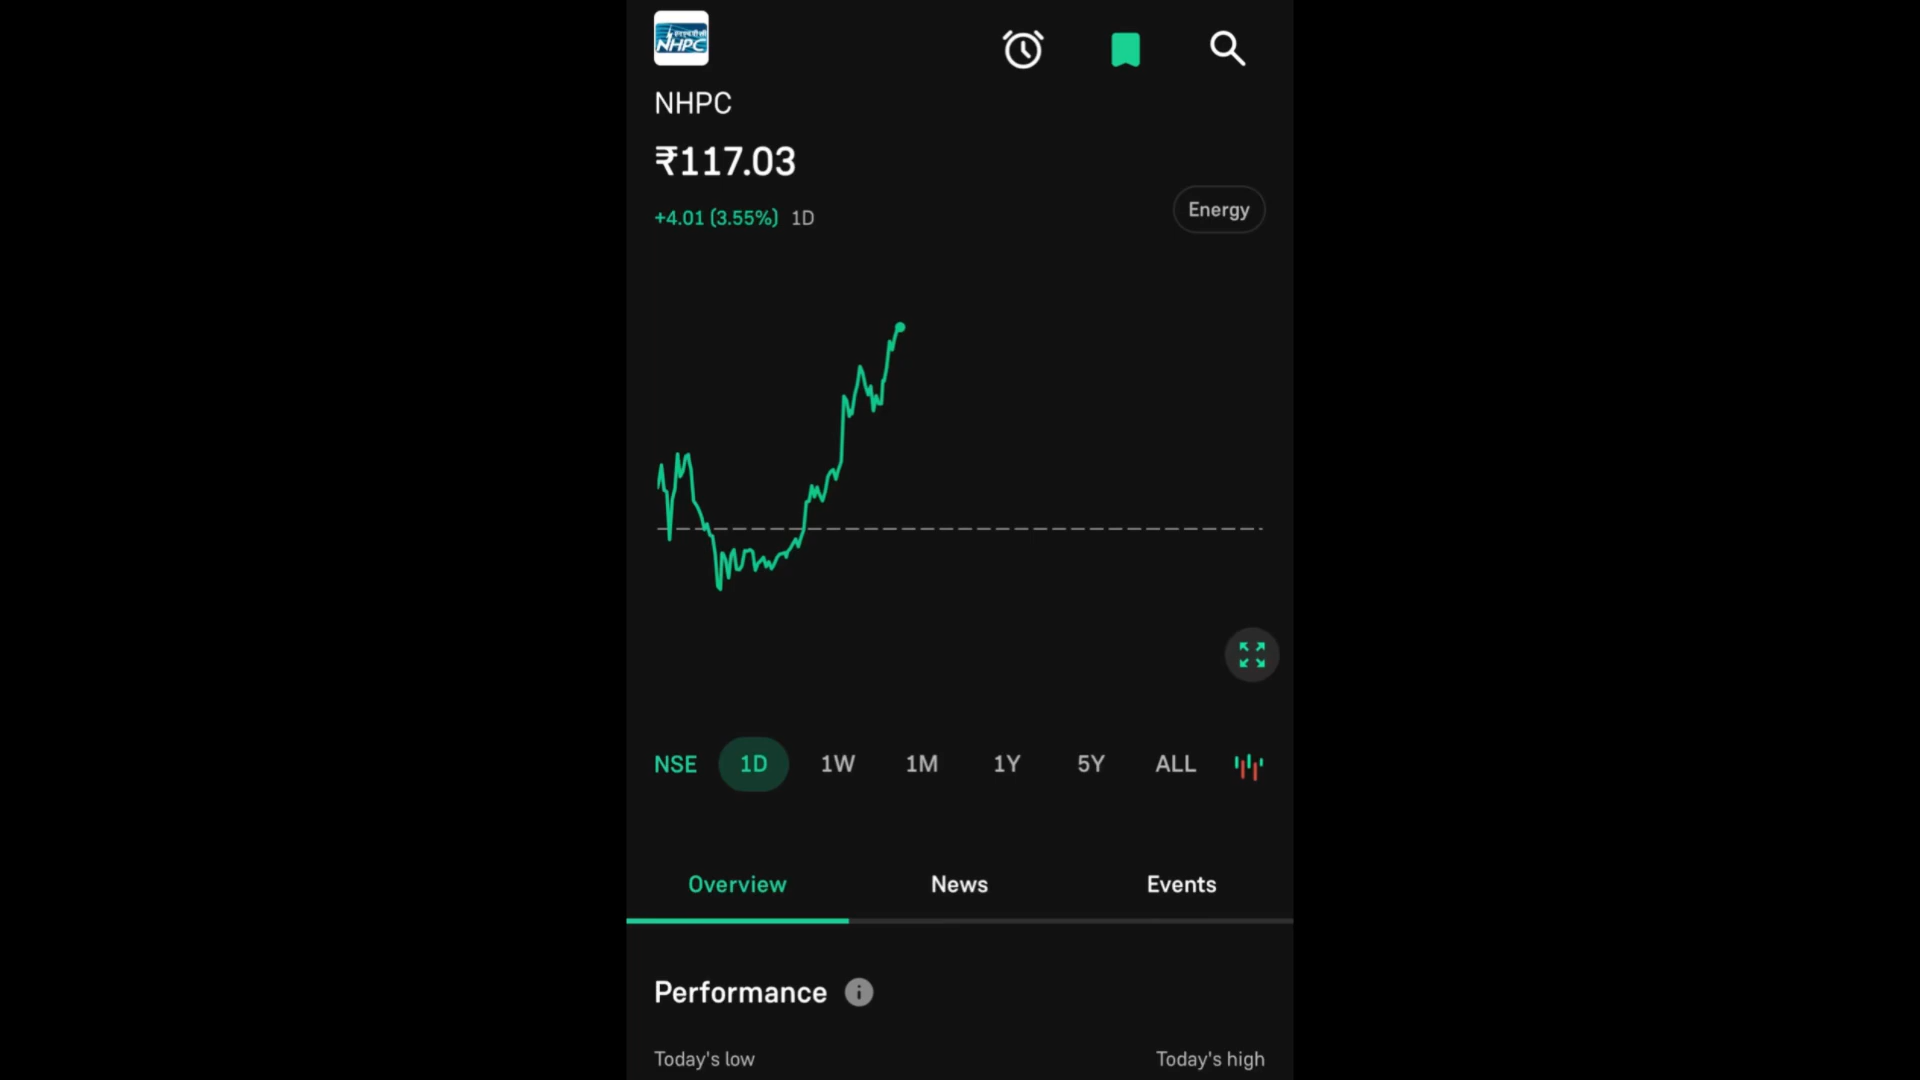 एनएचपीसी
NHPC
NHPC
₹117.03
+4.01 (3.55%) 1D
Energy
NSE 1D 1W 1M 1Y 5Y ALL
Overview News Events
Performance
Today's low Today's high